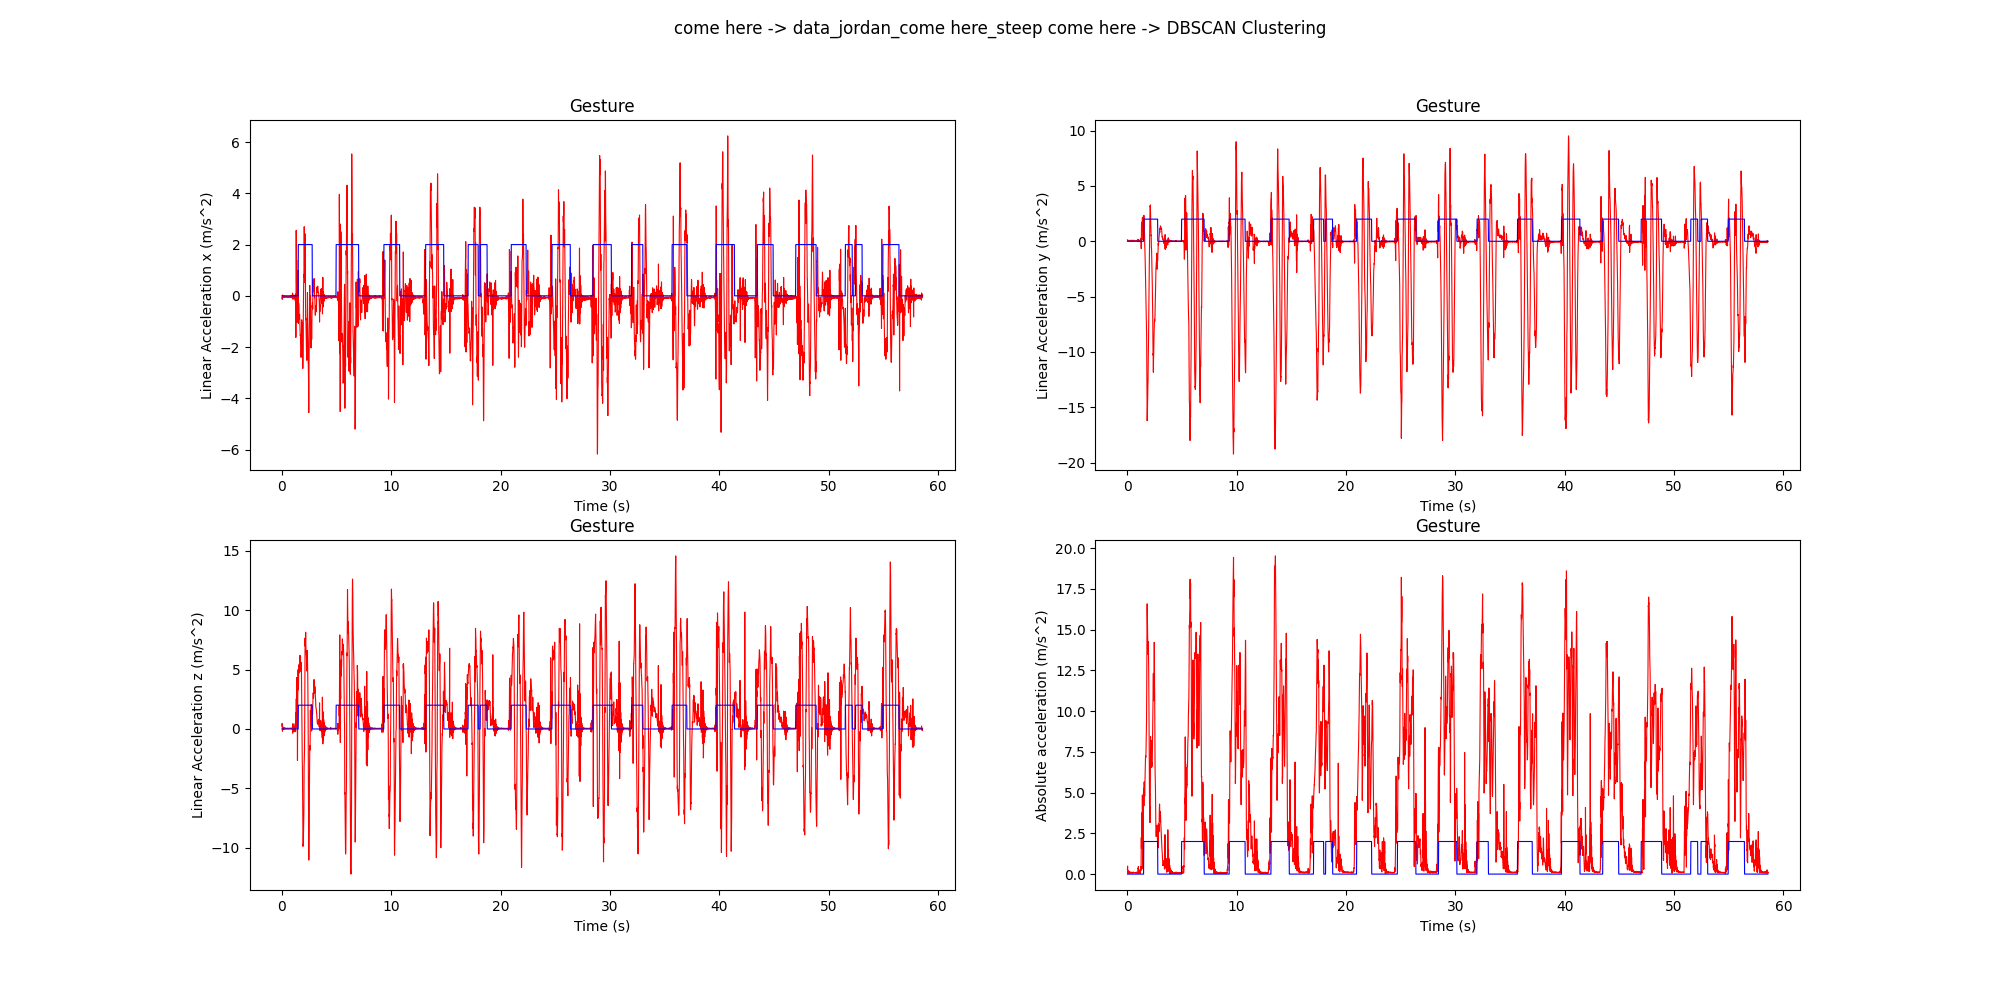 come here -> data_jordan_come here_steep come here -> DBSCAN Clustering
Gesture
Linear Acceleration x (m/s^2)
6
4
2
0
−2
−4
−6
0 10 20 30 40 50 60
Time (s)
Gesture
Linear Acceleration y (m/s^2)
10
5
0
−5
−10
−15
−20
0 10 20 30 40 50 60
Time (s)
Gesture
Linear Acceleration z (m/s^2)
15
10
5
0
−5
−10
0 10 20 30 40 50 60
Time (s)
Gesture
Absolute acceleration (m/s^2)
20.0
17.5
15.0
12.5
10.0
7.5
5.0
2.5
0.0
0 10 20 30 40 50 60
Time (s)